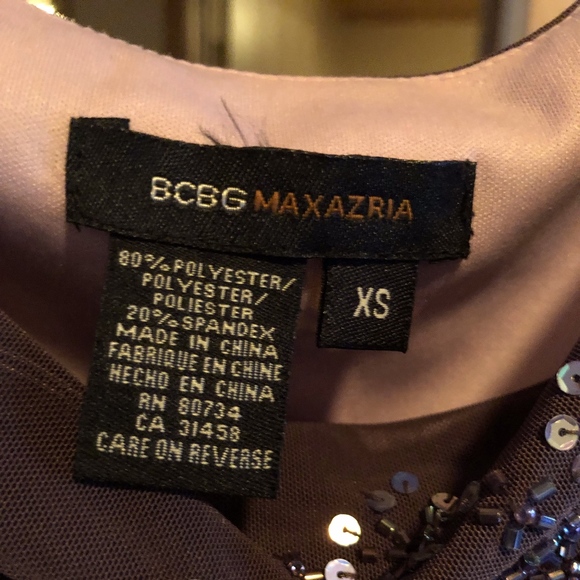 BCBG MAXAZRIA
80% POLYESTER/
POLYESTER/
POLIESTER
20% SPANDEX
MADE IN CHINA
FABRIQUE EN CHINE
HECHO EN CHINA
RN 80734
CA 31458
CARE ON REVERSE
XS